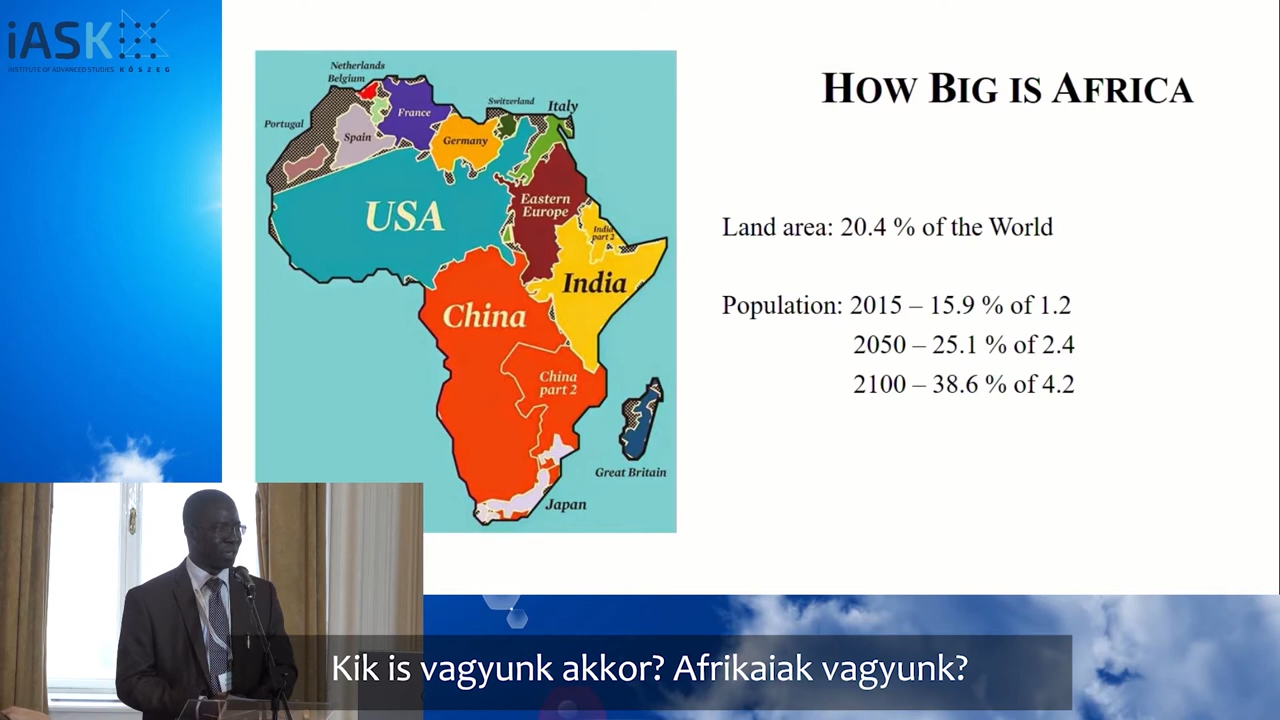 iASK
INSTITUTE OF ADVANCED STUDIES KŐSZEG
HOW BIG IS AFRICA
Netherlands
Belgium
Portugal
Spain
France
Switzerland
Italy
Germany
USA
Eastern
Europe
India
part 2
India
China
China
part 2
Great Britain
Japan
Land area: 20.4 % of the World
Population: 2015 – 15.9 % of 1.2
2050 – 25.1 % of 2.4
2100 – 38.6 % of 4.2
Kik is vagyunk akkor? Afrikaiak vagyunk?